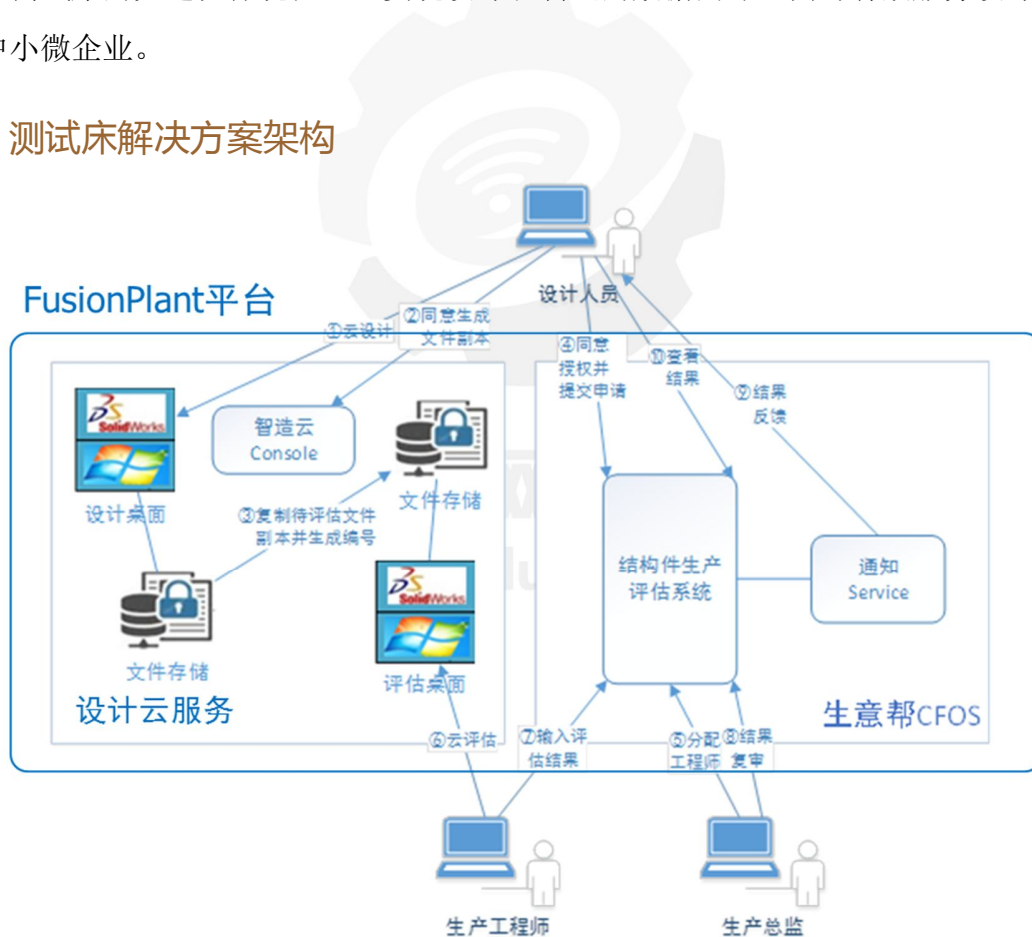 中小微企业。
测试床解决方案架构
设计人员
FusionPlant平台
①云设计
②同意生成
文件副本
④同意
授权并
提交申请
⑩查看
结果
⑨结果
反馈
SolidWorks
设计桌面
智造云
Console
文件存储
③复制待评估文件
副本并生成编号
文件存储
SolidWorks
评估桌面
设计云服务
结构件生产
评估系统
通知
Service
生意帮CFOS
⑥云评估
⑦输入评
估结果
⑤分配
工程师
⑧结果
复审
生产工程师
生产总监